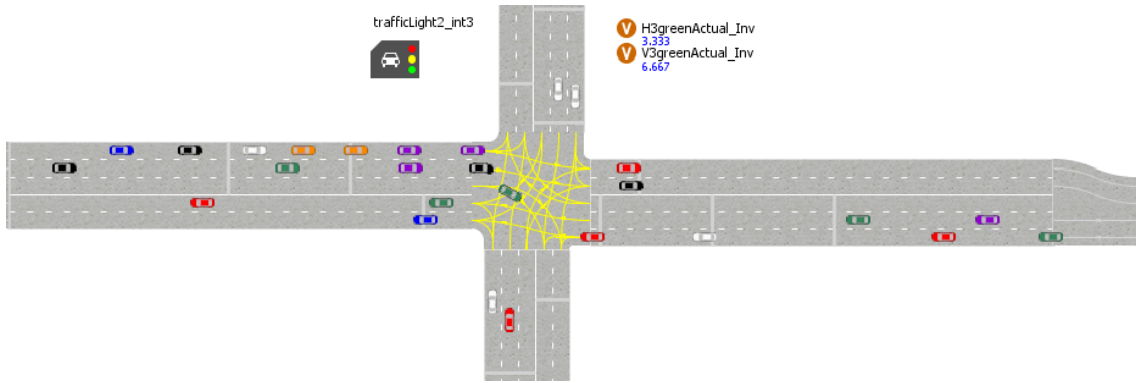 trafficLight2_int3
V H3greenActual_Inv
3.333
V V3greenActual_Inv
6.667